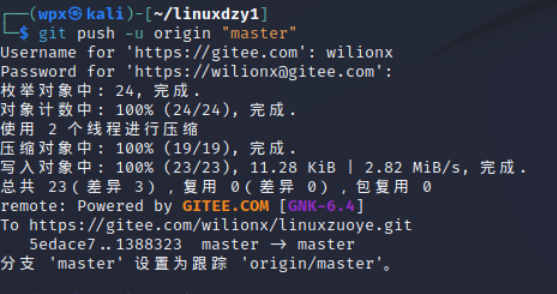 ┌──(wpx㉿kali)-[~/linuxdzy1]
└─$ git push -u origin "master"
Username for 'https://gitee.com': wilionx
Password for 'https://wilionx@gitee.com':
枚举对象中: 24, 完成.
对象计数中: 100% (24/24), 完成.
使用 2 个线程进行压缩
压缩对象中: 100% (19/19), 完成.
写入对象中: 100% (23/23), 11.28 KiB | 2.82 MiB/s, 完成.
总共 23(差异 3),复用 0(差异 0),包复用 0
remote: Powered by GITEE.COM [GNK-6.4]
To https://gitee.com/wilionx/linuxzuoye.git
   5edace7..1388323  master -> master
分支 'master' 设置为跟踪 'origin/master'。